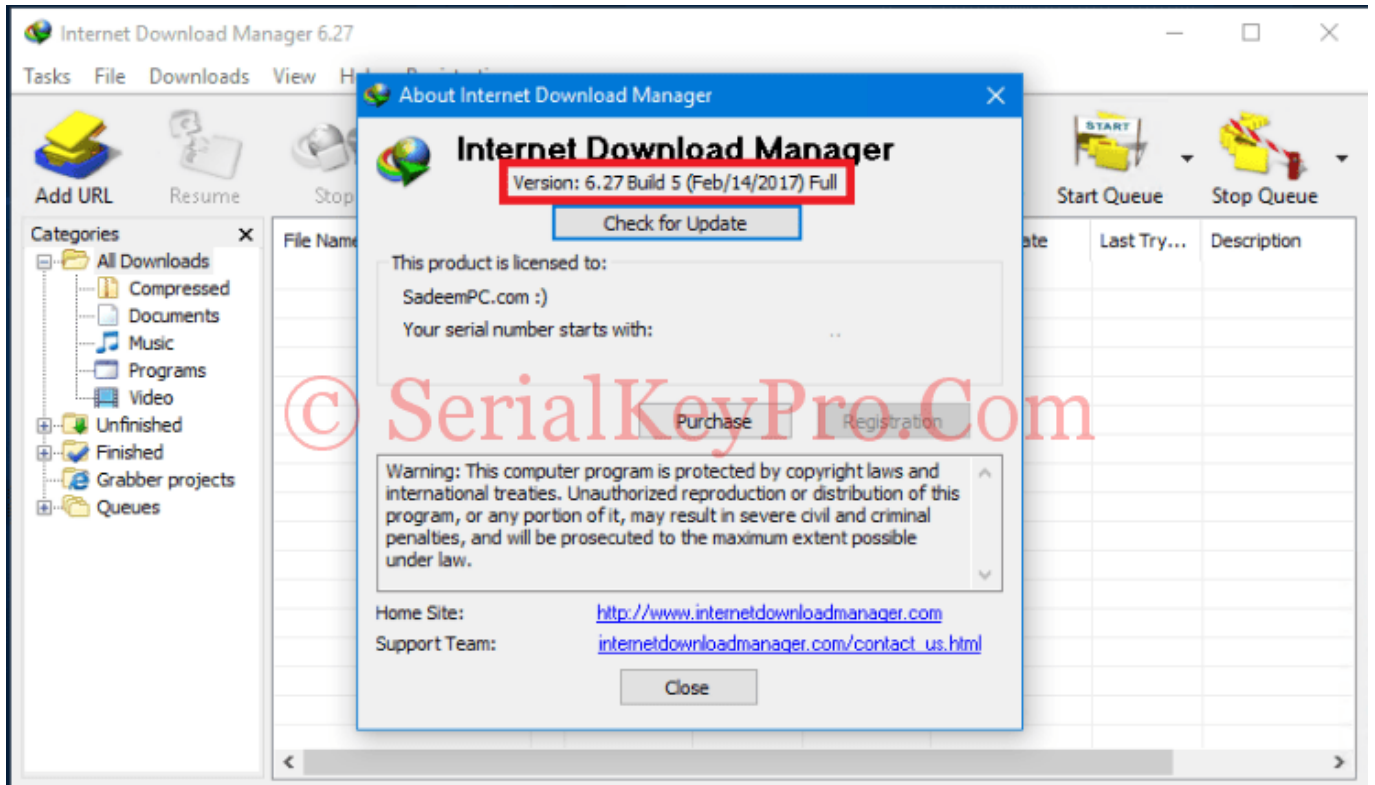 Internet Download Manager 6.27
Tasks File Downloads View
About Internet Download Manager
Internet Download Manager
Version: 6.27 Build 5 (Feb/14/2017) Full
Check for Update
Add URL
Resume
Stop
Start Queue
Stop Queue
START
Categories
File Name
Last Try...
Description
All Downloads
Compressed
Documents
Music
Programs
Video
Unfinished
Finished
Grabber projects
Queues
This product is licensed to:
SadeemPC.com :)
Your serial number starts with:
© SerialKeyPro.Com
Purchase
Registration
Warning: This computer program is protected by copyright laws and
international treaties. Unauthorized reproduction or distribution of this
program, or any portion of it, may result in severe civil and criminal
penalties, and will be prosecuted to the maximum extent possible
under law.
Home Site: http://www.internetdownloadmanager.com
Support Team: internetdownloadmanager.com/contact_us.html
Close